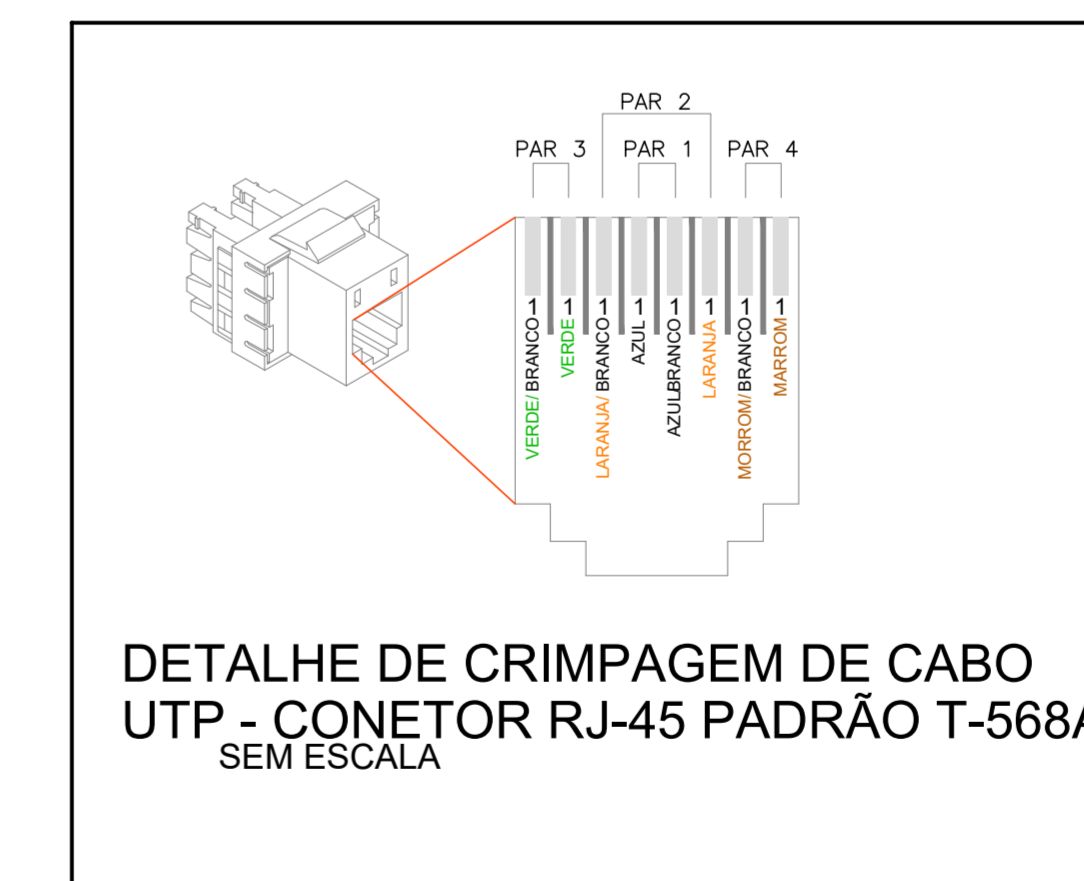 PAR 2
PAR 3 PAR 1 PAR 4
VERDE/BRANCO 1
VERDE 1
LARANJA/BRANCO 1
AZUL 1
AZULBRANCO 1
LARANJA 1
MORROM/BRANCO 1
MARROM 1
DETALHE DE CRIMPAGEM DE CABO
UTP - CONETOR RJ-45 PADRÃO T-568A
SEM ESCALA